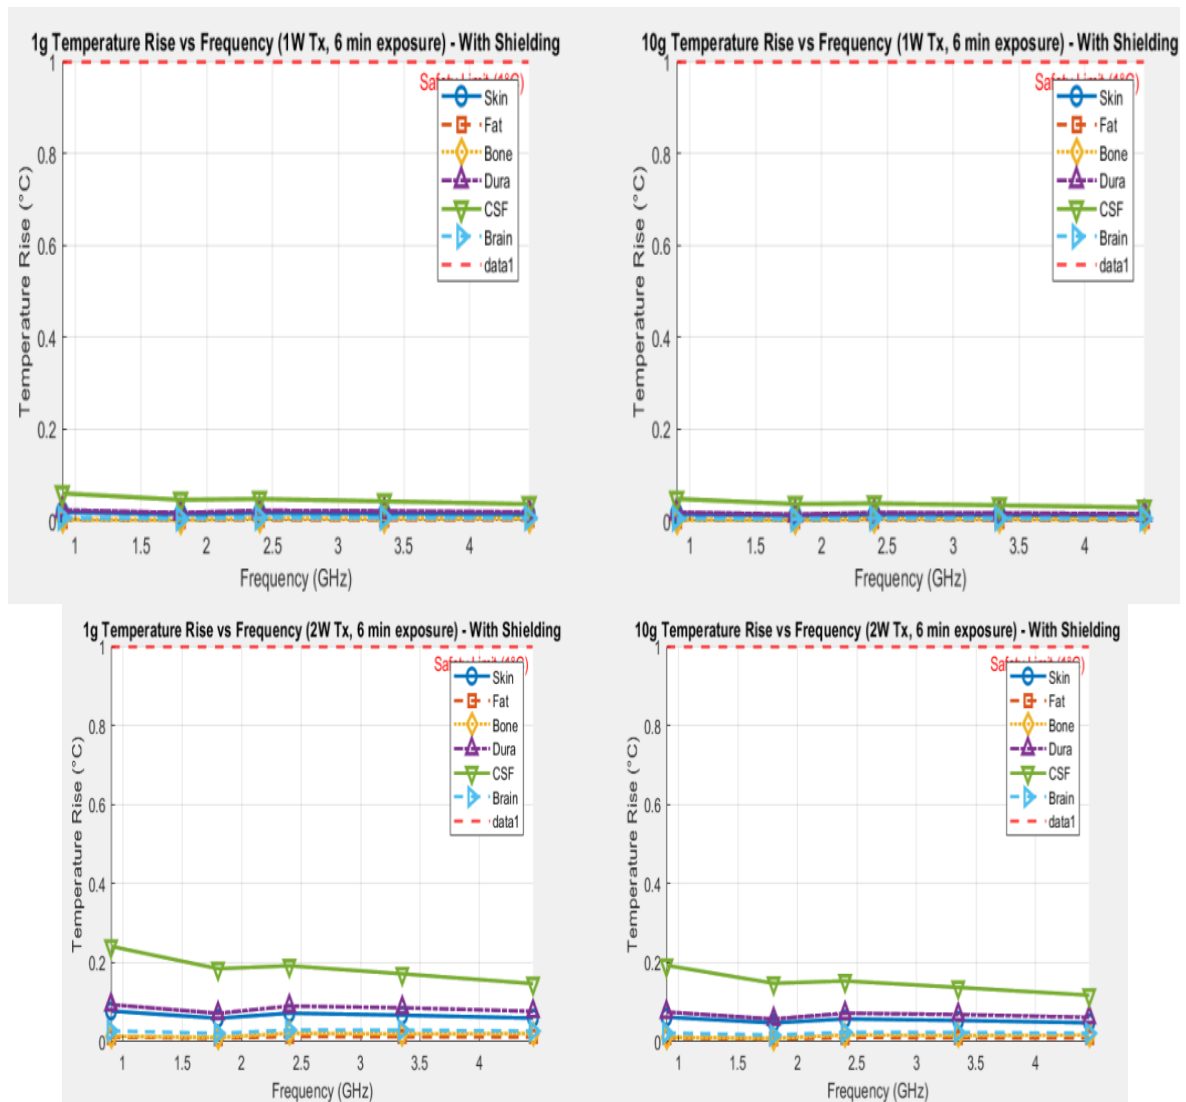 1g Temperature Rise vs Frequency (1W Tx, 6 min exposure) - With Shielding
Temperature Rise (°C)
1
0.8
0.6
0.4
0.2
0
1 1.5 2 2.5 3 3.5 4
Frequency (GHz)
Skin
Fat
Bone
Dura
CSF
Brain
data1
10g Temperature Rise vs Frequency (1W Tx, 6 min exposure) - With Shielding
Temperature Rise (°C)
1
0.8
0.6
0.4
0.2
0
1 1.5 2 2.5 3 3.5 4
Frequency (GHz)
Skin
Fat
Bone
Dura
CSF
Brain
data1
1g Temperature Rise vs Frequency (2W Tx, 6 min exposure) - With Shielding
Temperature Rise (°C)
1
0.8
0.6
0.4
0.2
0
1 1.5 2 2.5 3 3.5 4
Frequency (GHz)
Skin
Fat
Bone
Dura
CSF
Brain
data1
10g Temperature Rise vs Frequency (2W Tx, 6 min exposure) - With Shielding
Temperature Rise (°C)
1
0.8
0.6
0.4
0.2
0
1 1.5 2 2.5 3 3.5 4
Frequency (GHz)
Skin
Fat
Bone
Dura
CSF
Brain
data1